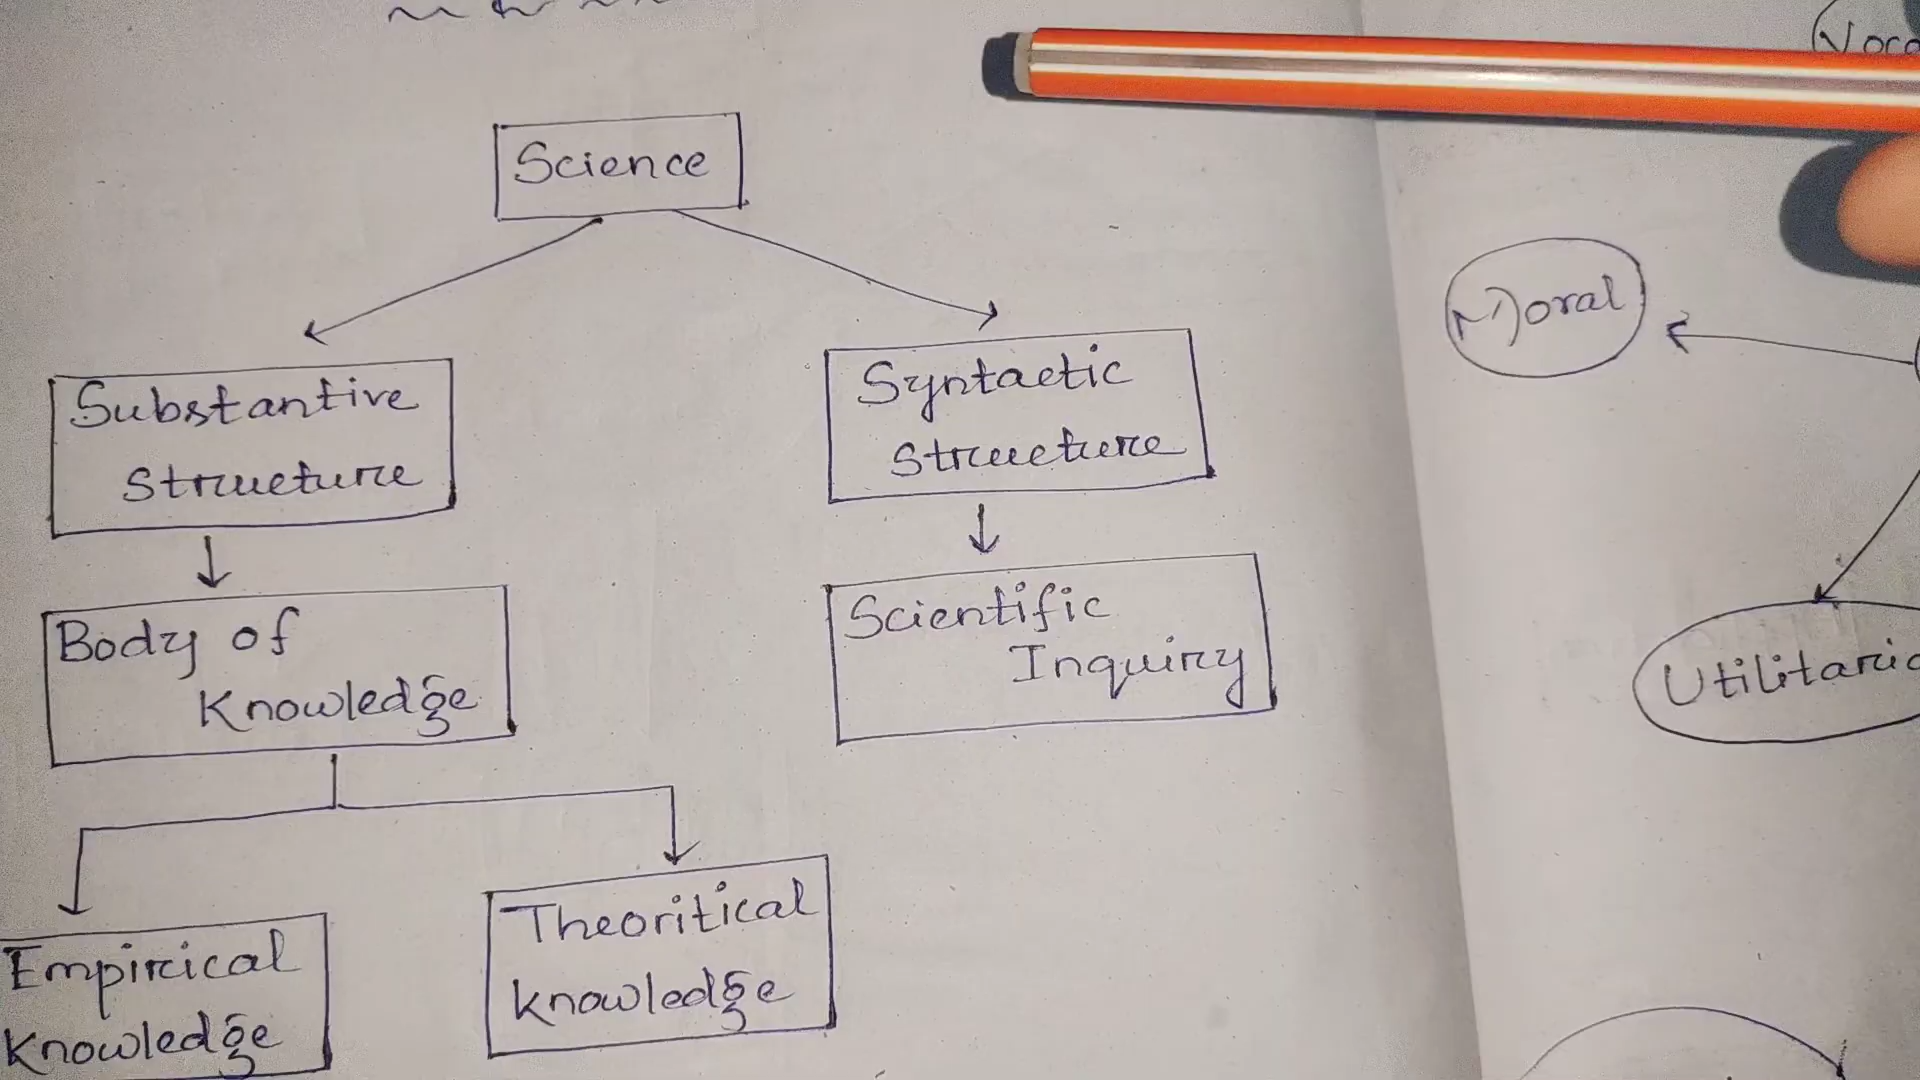 Science
Substantive
structure
Syntactic
structure
Body of
Knowledge
Scientific
Inquiry
Empirical
Knowledge
Theoritical
knowledge
Moral